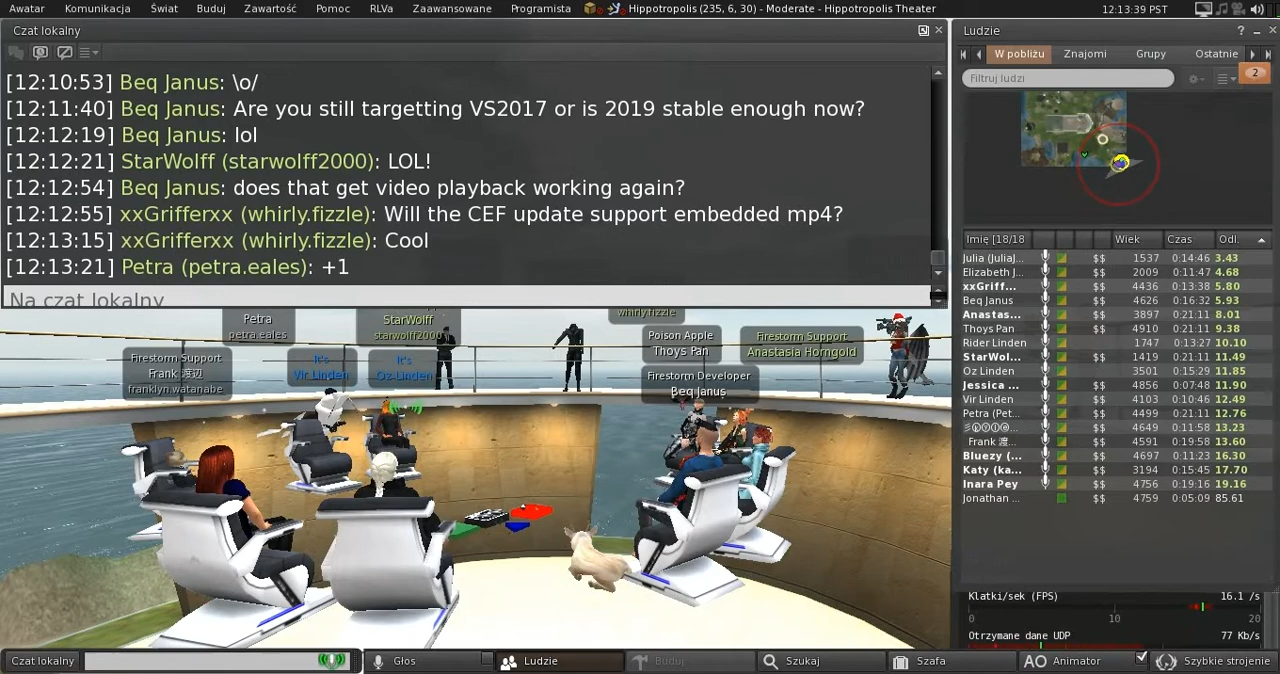 Awatar Komunikacja Świat Buduj Zawartość Pomoc RLVa Zaawansowane Programista Hippotropolis (235, 6, 30) - Moderate - Hippotropolis Theater 12:13:39 PST
Czat lokalny
[12:10:53] Beq Janus: \o/
[12:11:40] Beq Janus: Are you still targetting VS2017 or is 2019 stable enough now?
[12:12:19] Beq Janus: lol
[12:12:21] StarWolff (starwolff2000): LOL!
[12:12:54] Beq Janus: does that get video playback working again?
[12:12:55] xxGrifferxx (whirly.fizzle): Will the CEF update support embedded mp4?
[12:13:15] xxGrifferxx (whirly.fizzle): Cool
[12:13:21] Petra (petra.eales): +1
Na czat lokalny
Petra
petra.eales
StarWolff
starwolff2000
whirly.fizzle
Poison Apple
Thoys Pan
Firestorm Support
Anastasia Horngold
Firestorm Support
Frank 渡辺
franklyn.watanabe
It's
Vir Linden
It's
Oz Linden
Firestorm Developer
Beq Janus
Ludzie
W pobliżu Znajomi Grupy Ostatnie
Filtruj ludzi
2
Imię [18/18 Wiek Czas Odl.
Julia (JuliaJ... $$ 1537 0:14:46 3.43
Elizabeth J... 2009 0:11:47 4.68
xxGriff... $$ 4436 0:13:38 5.80
Beq Janus $$ 4626 0:16:32 5.93
Anastas... $$ 3897 0:21:11 8.01
Thoys Pan $$ 4910 0:21:11 9.38
Rider Linden 1747 0:13:27 10.10
StarWol... $$ 1419 0:21:11 11.49
Oz Linden 3501 0:15:29 11.85
Jessica ... $$ 4856 0:07:48 11.90
Vir Linden $$ 4103 0:10:46 12.49
Petra (Pet... $$ 4499 0:21:11 12.76
$$ 4649 0:11:58 13.23
Frank 渡... $$ 4591 0:19:58 13.60
Bluezy (... $$ 4697 0:11:23 16.30
Katy (ka... $$ 3194 0:15:45 17.70
Inara Pey $$ 4756 0:19:16 19.16
Jonathan ... $$ 4759 0:05:09 85.61
Klatki/sek (FPS) 16.1 /s
0 10 20
Otrzymane dane UDP 77 Kb/s
Czat lokalny Głos Ludzie Buduj Szukaj Szafa AO Animator Szybkie strojenie